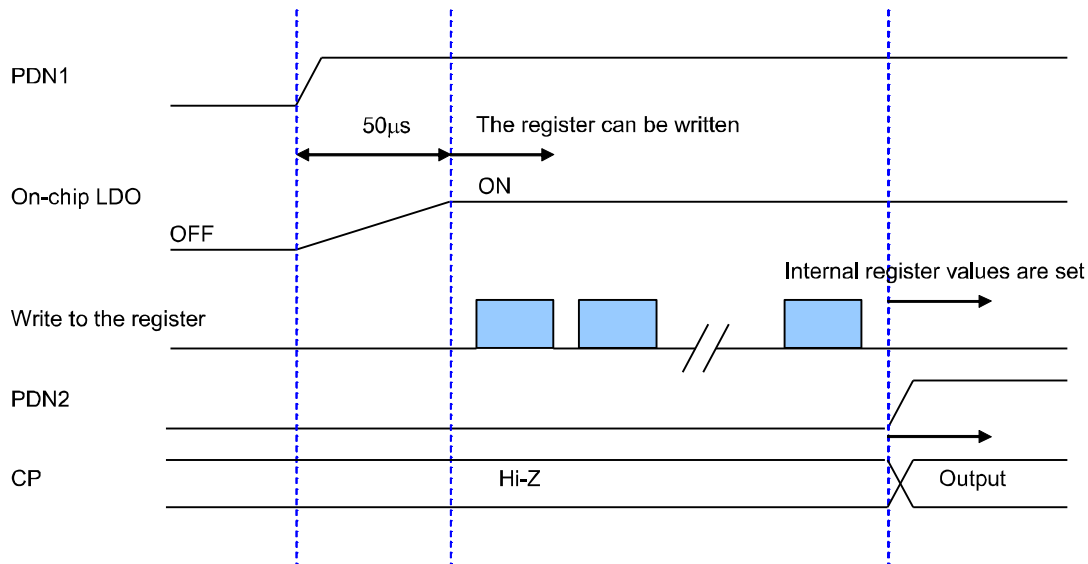 PDN1
50μs
The register can be written
On-chip LDO
ON
OFF
Internal register values are set
Write to the register
PDN2
CP
Hi-Z
Output